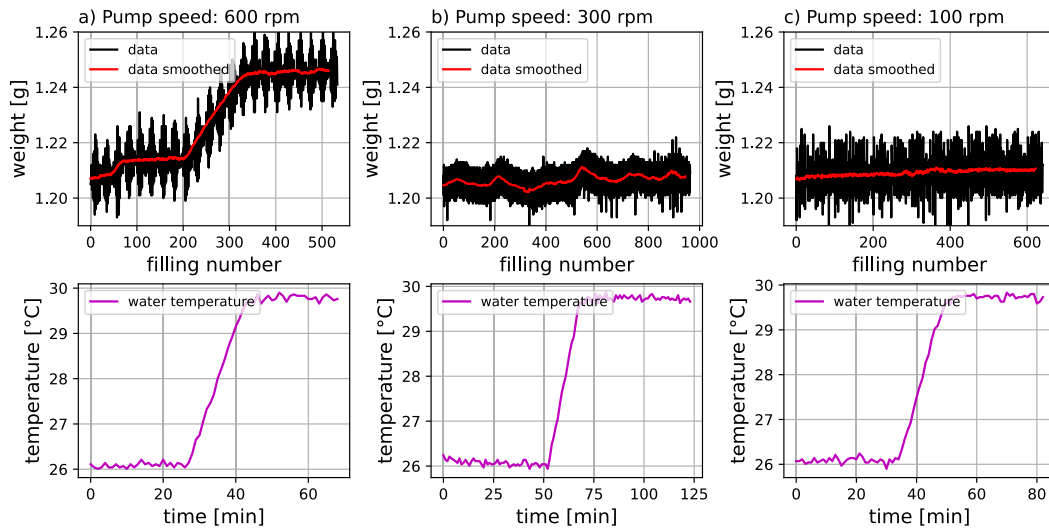 a) Pump speed: 600 rpm
1.26
1.24
1.22
1.20
weight [g]
data
data smoothed
0
100
200
300
400
500
filling number
b) Pump speed: 300 rpm
1.26
1.24
1.22
1.20
weight [g]
data
data smoothed
0
200
400
600
800
1000
filling number
c) Pump speed: 100 rpm
1.26
1.24
1.22
1.20
weight [g]
data
data smoothed
0
200
400
600
filling number
30
29
28
27
26
temperature [°C]
water temperature
0
20
40
60
time [min]
30
29
28
27
26
temperature [°C]
water temperature
0
25
50
75
100
125
time [min]
30
29
28
27
26
temperature [°C]
water temperature
0
20
40
60
80
time [min]